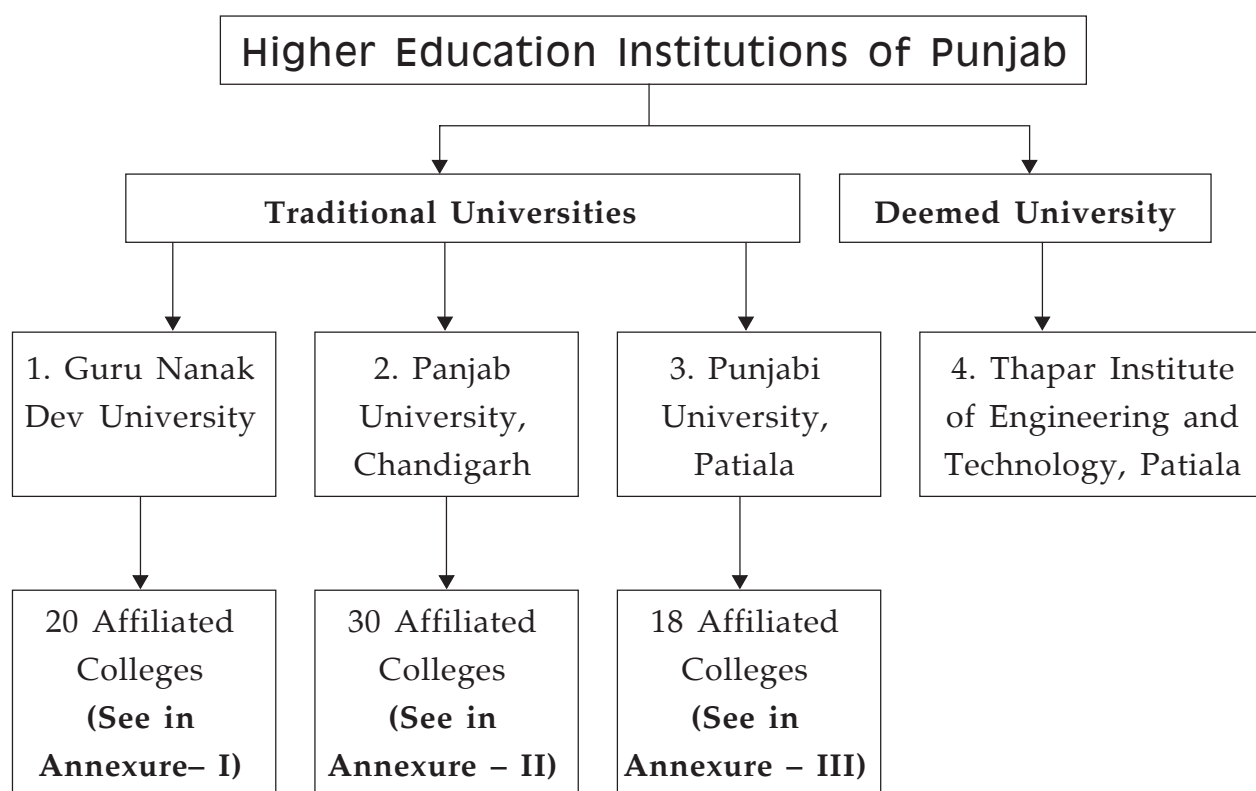 Higher Education Institutions of Punjab
Traditional Universities
Deemed University
1. Guru Nanak
Dev University
2. Panjab
University,
Chandigarh
3. Punjabi
University,
Patiala
4. Thapar Institute
of Engineering and
Technology, Patiala
20 Affiliated
Colleges
(See in
Annexure– I)
30 Affiliated
Colleges
(See in
Annexure – II)
18 Affiliated
Colleges
(See in
Annexure – III)